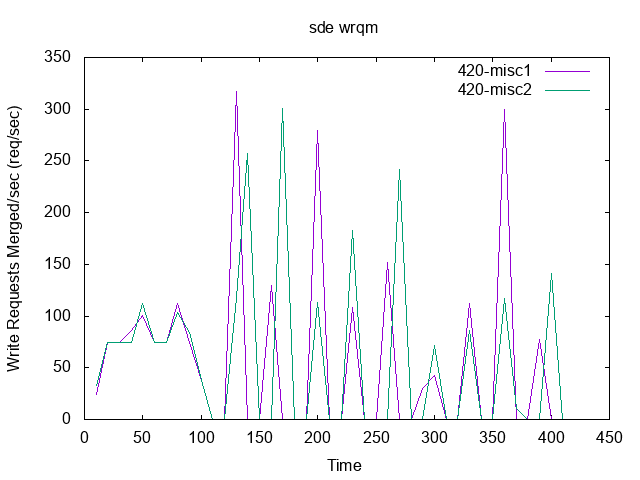 sde wrqm
420-misc1
420-misc2
Write Requests Merged/sec (req/sec)
350
300
250
200
150
100
50
0
0 50 100 150 200 250 300 350 400 450
Time